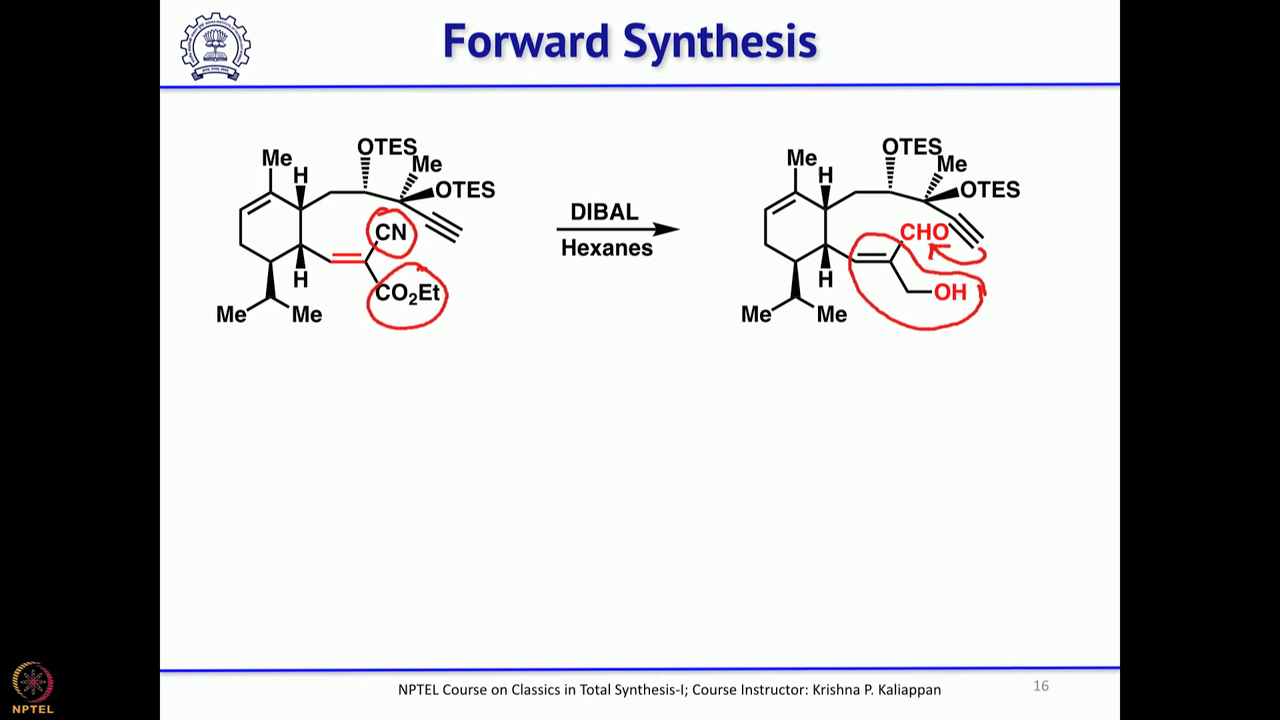 Forward Synthesis
OTES
Me
Me
H
OTES
CN
H
CO2Et
Me
Me
DIBAL
Hexanes
OTES
Me
Me
H
OTES
CHO
H
OH
Me
Me
NPTEL Course on Classics in Total Synthesis-I; Course Instructor: Krishna P. Kaliappan
16
NPTEL